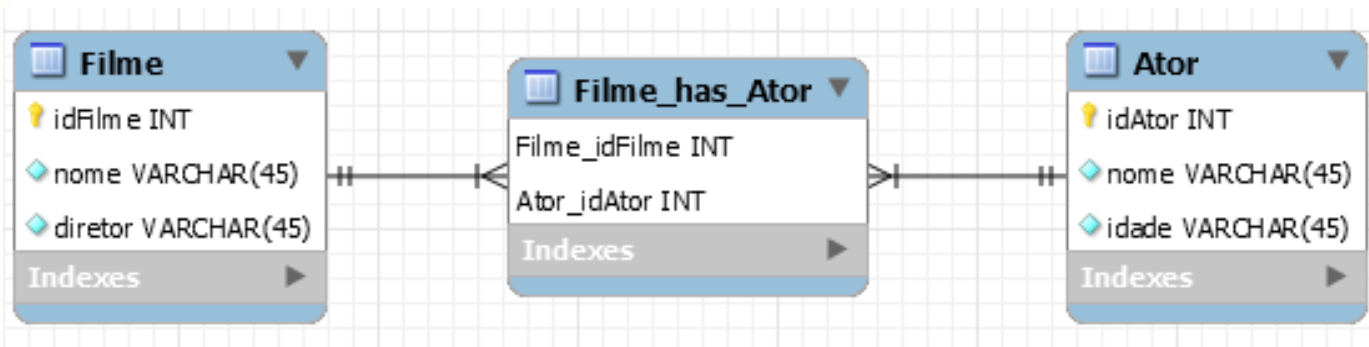 Filme
idFilme INT
nome VARCHAR(45)
diretor VARCHAR(45)
Indexes
Filme_has_Ator
Filme_idFilme INT
Ator_idAtor INT
Indexes
Ator
idAtor INT
nome VARCHAR(45)
idade VARCHAR(45)
Indexes